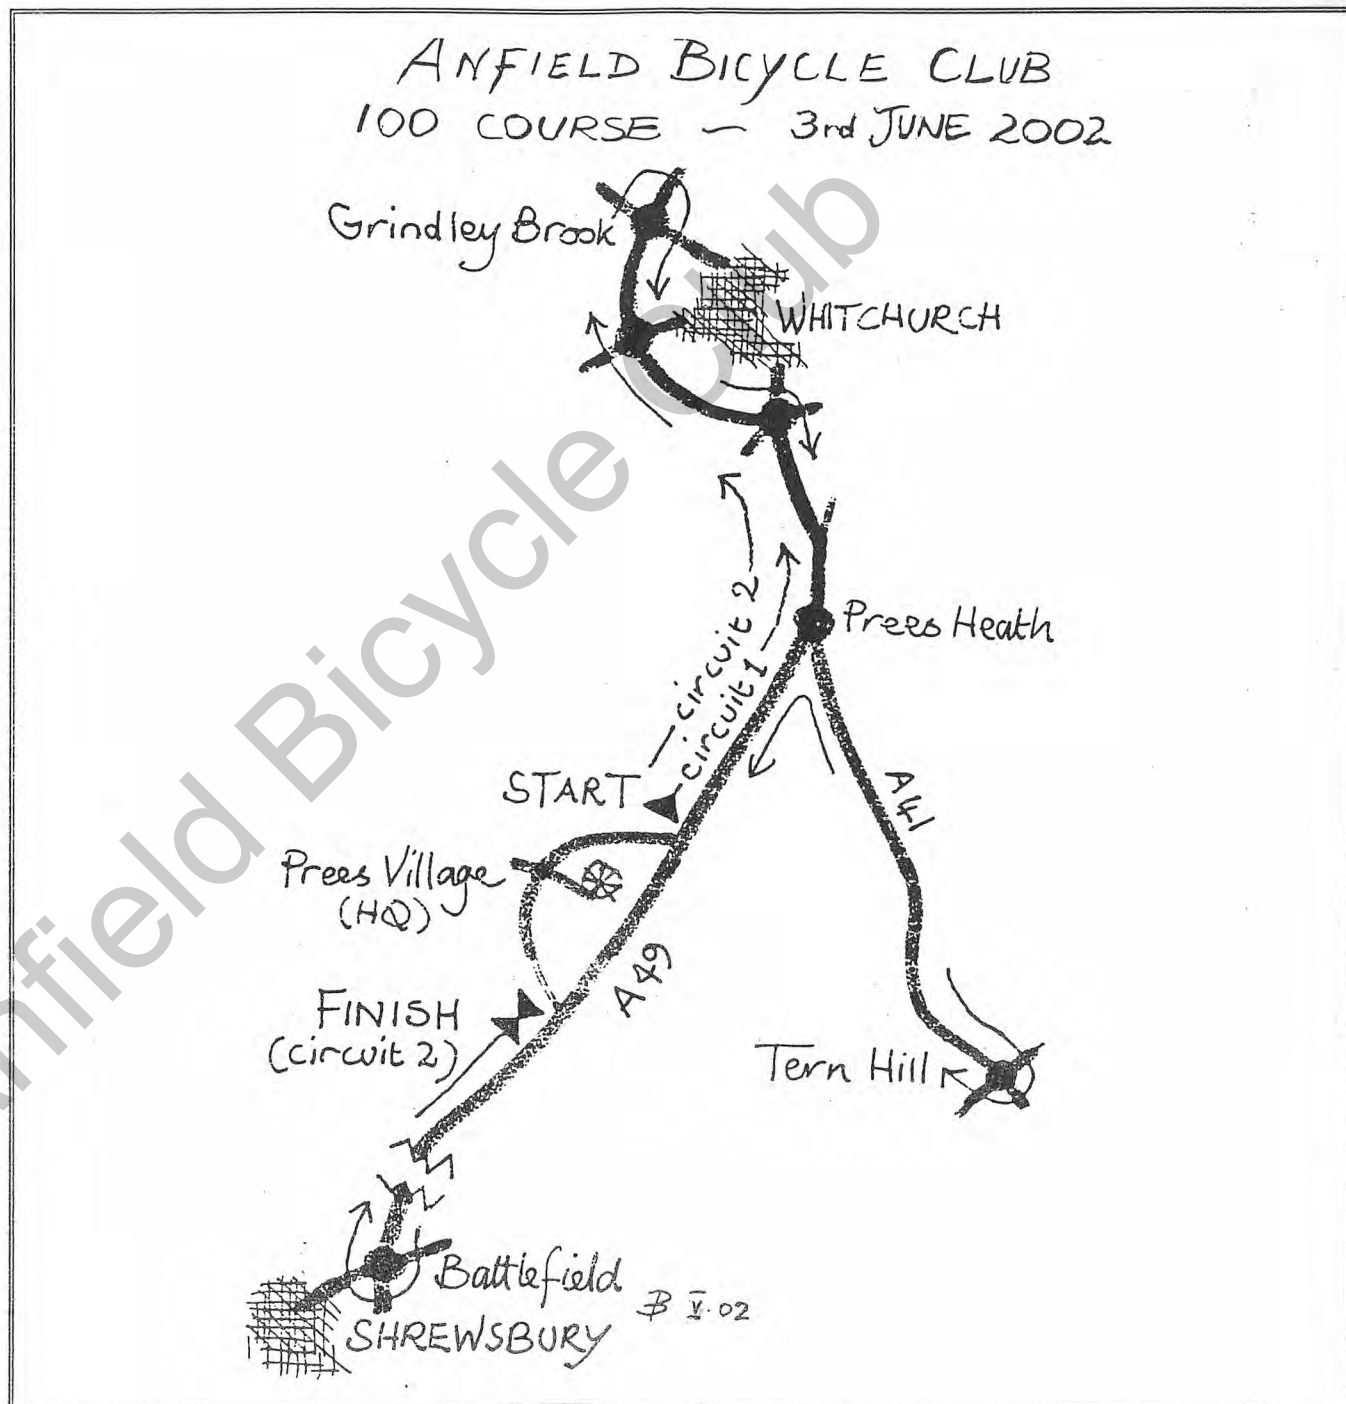 ANFIELD BICYCLE CLUB
100 COURSE — 3rd JUNE 2002
Grindley Brook
WHITCHURCH
circuit 2
circuit 1
Prees Heath
START
A41
Prees Village
(HQ)
A49
FINISH
(circuit 2)
Tern Hill
Battlefield
B V.02
SHREWSBURY
Anfield Bicycle Club